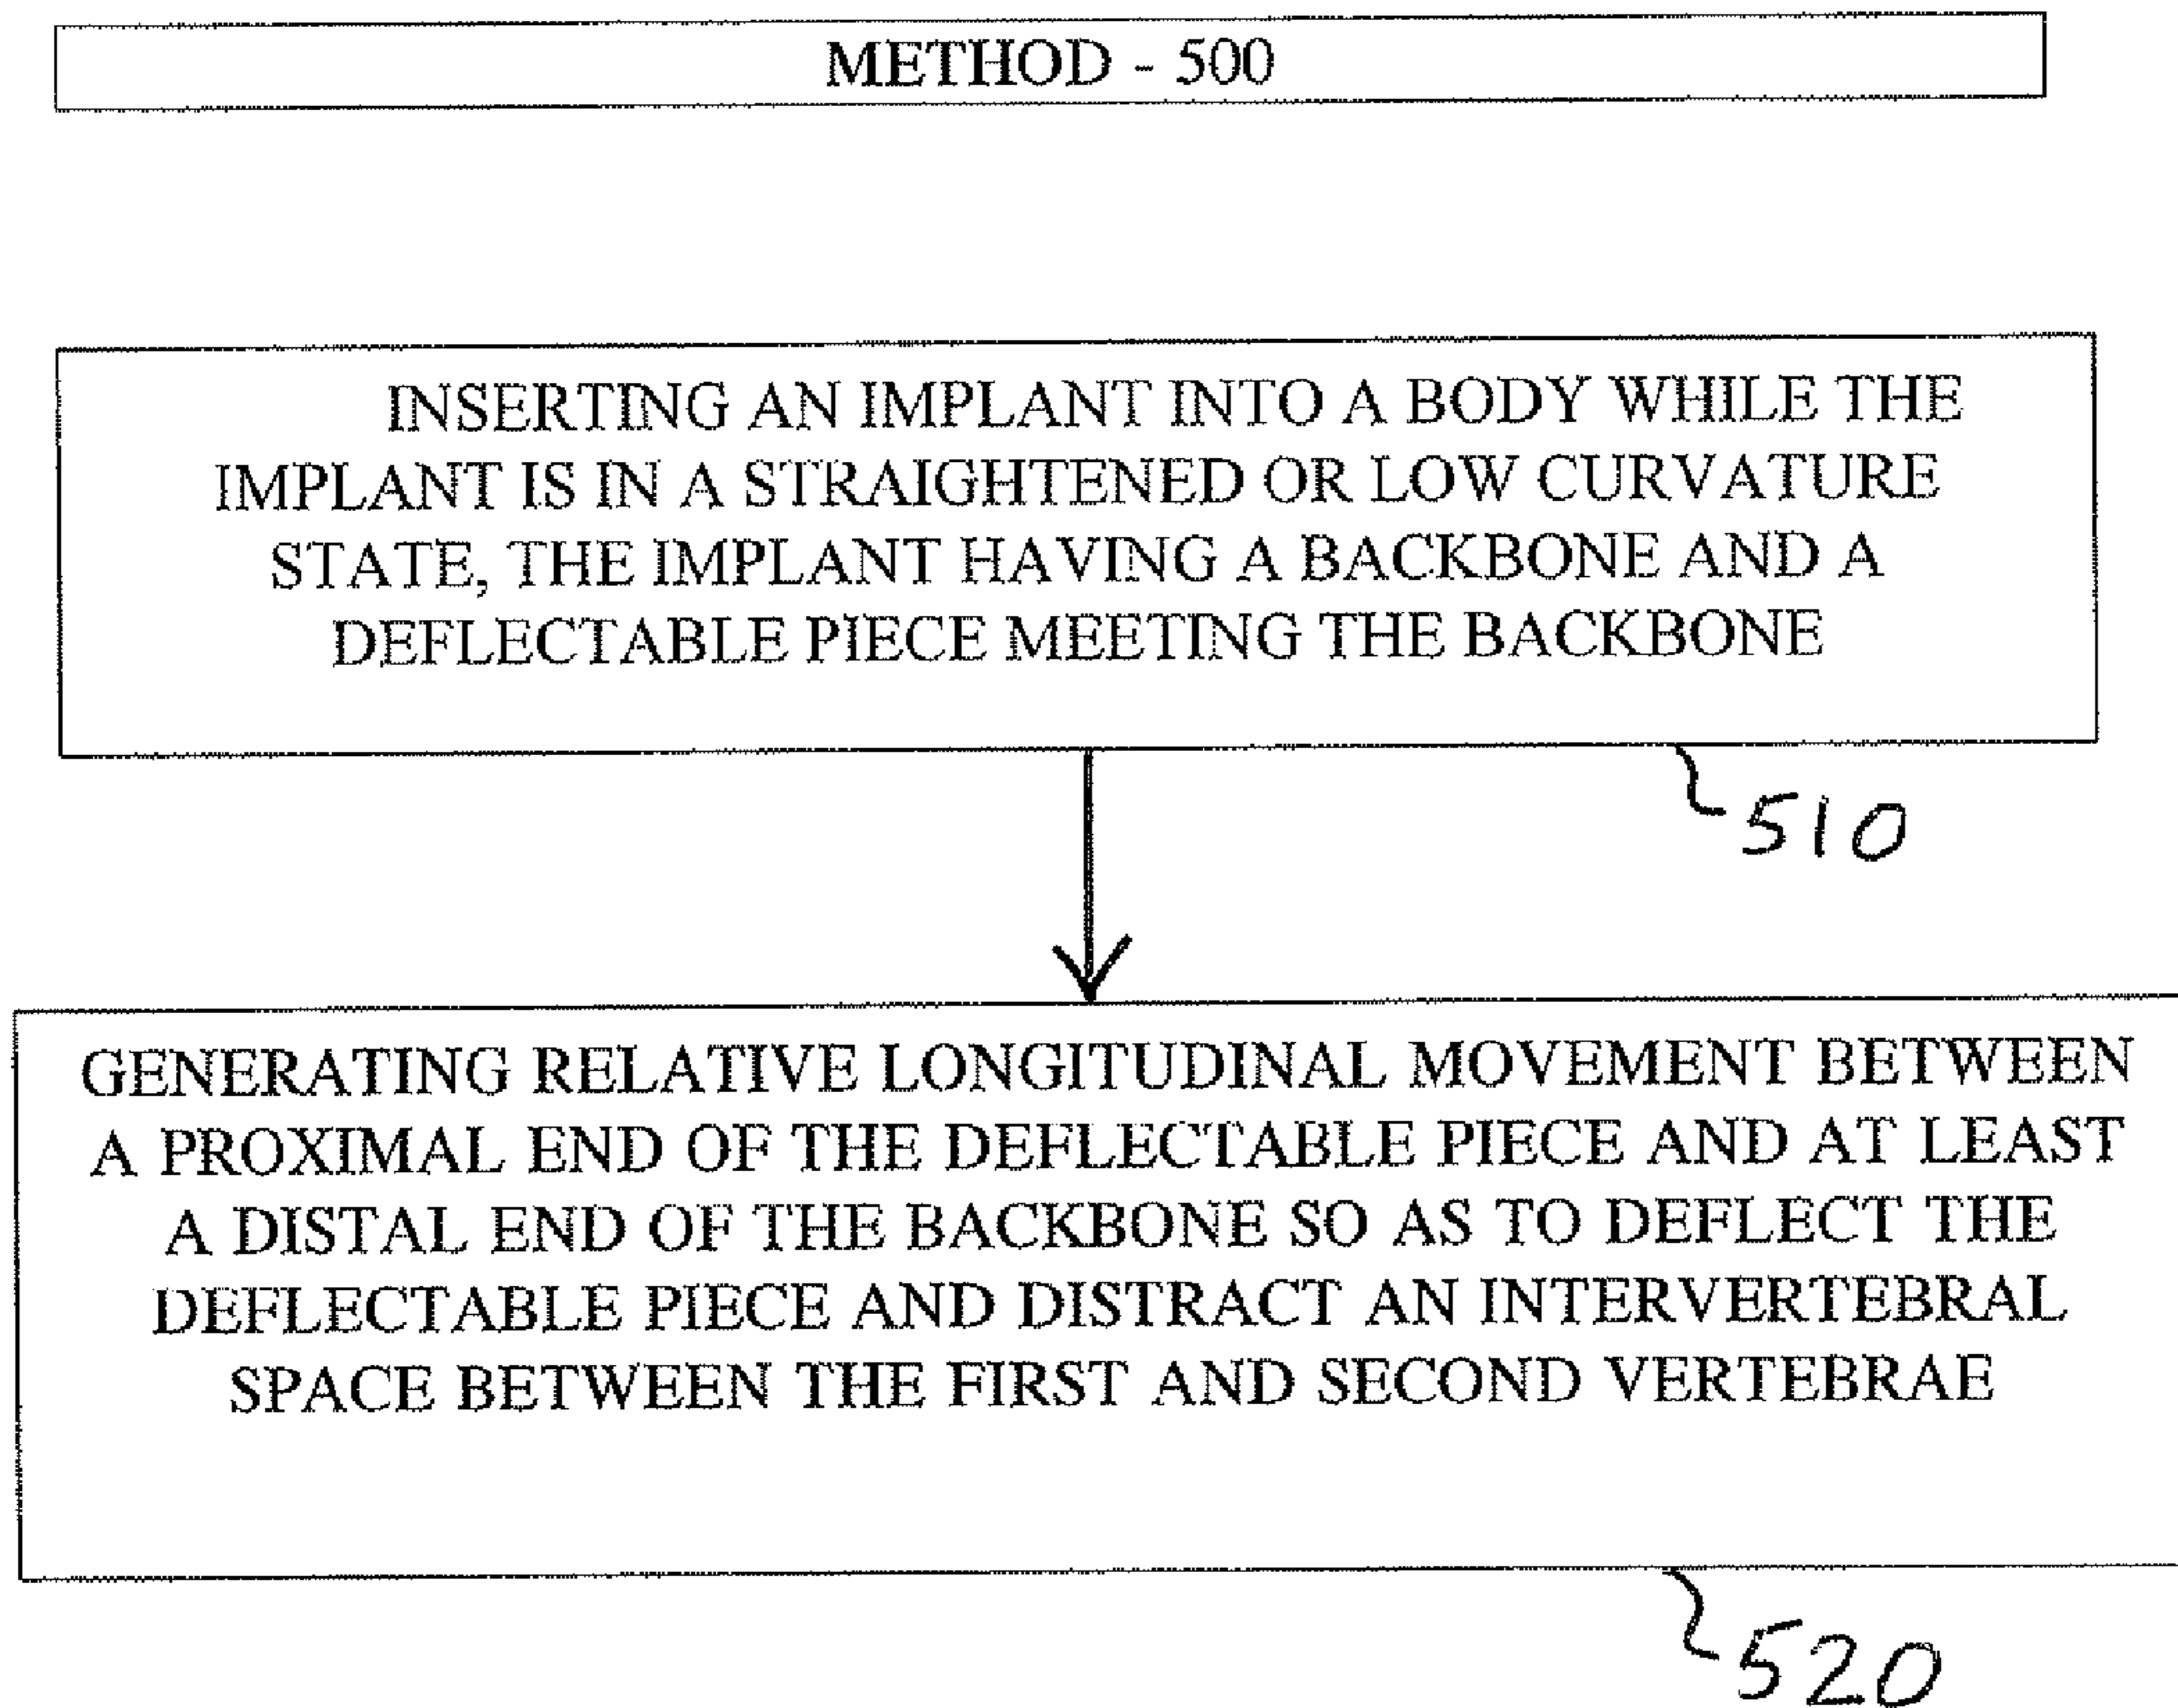 METHOD - 500
INSERTING AN IMPLANT INTO A BODY WHILE THE
IMPLANT IS IN A STRAIGHTENED OR LOW CURVATURE
STATE, THE IMPLANT HAVING A BACKBONE AND A
DEFLECTABLE PIECE MEETING THE BACKBONE
510
GENERATING RELATIVE LONGITUDINAL MOVEMENT BETWEEN
A PROXIMAL END OF THE DEFLECTABLE PIECE AND AT LEAST
A DISTAL END OF THE BACKBONE SO AS TO DEFLECT THE
DEFLECTABLE PIECE AND DISTRACT AN INTERVERTEBRAL
SPACE BETWEEN THE FIRST AND SECOND VERTEBRAE
520